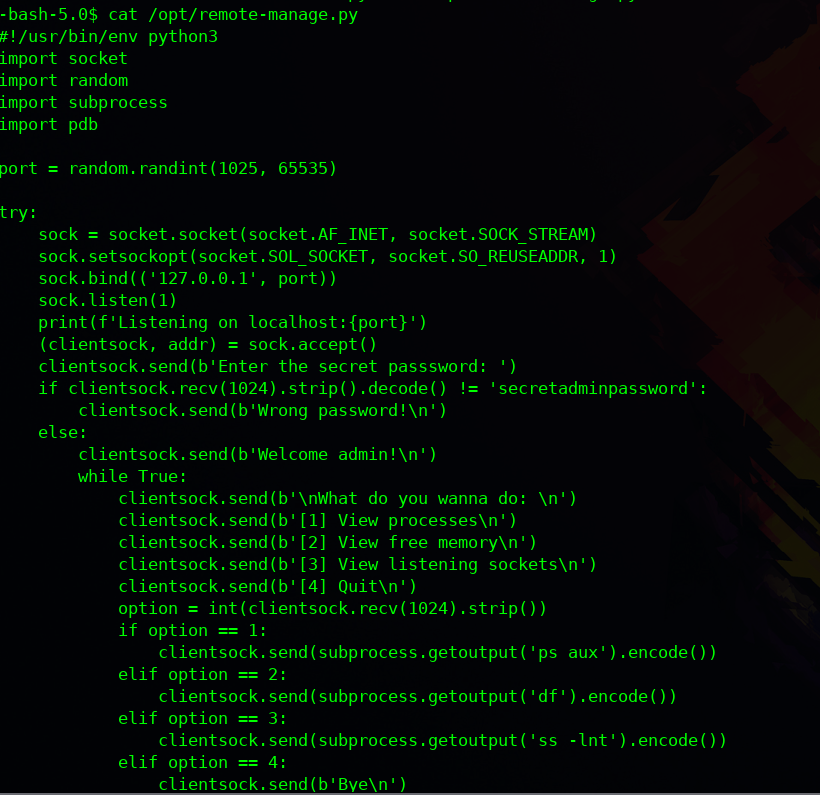 -bash-5.0$ cat /opt/remote-manage.py
#!/usr/bin/env python3
import socket
import random
import subprocess
import pdb
port = random.randint(1025, 65535)
try:
    sock = socket.socket(socket.AF_INET, socket.SOCK_STREAM)
    sock.setsockopt(socket.SOL_SOCKET, socket.SO_REUSEADDR, 1)
    sock.bind(('127.0.0.1', port))
    sock.listen(1)
    print(f'Listening on localhost:{port}')
    (clientsock, addr) = sock.accept()
    clientsock.send(b'Enter the secret passsword: ')
    if clientsock.recv(1024).strip().decode() != 'secretadminpassword':
        clientsock.send(b'Wrong password!\n')
    else:
        clientsock.send(b'Welcome admin!\n')
        while True:
            clientsock.send(b'\nWhat do you wanna do: \n')
            clientsock.send(b'[1] View processes\n')
            clientsock.send(b'[2] View free memory\n')
            clientsock.send(b'[3] View listening sockets\n')
            clientsock.send(b'[4] Quit\n')
            option = int(clientsock.recv(1024).strip())
            if option == 1:
                clientsock.send(subprocess.getoutput('ps aux').encode())
            elif option == 2:
                clientsock.send(subprocess.getoutput('df').encode())
            elif option == 3:
                clientsock.send(subprocess.getoutput('ss -lnt').encode())
            elif option == 4:
                clientsock.send(b'Bye\n')